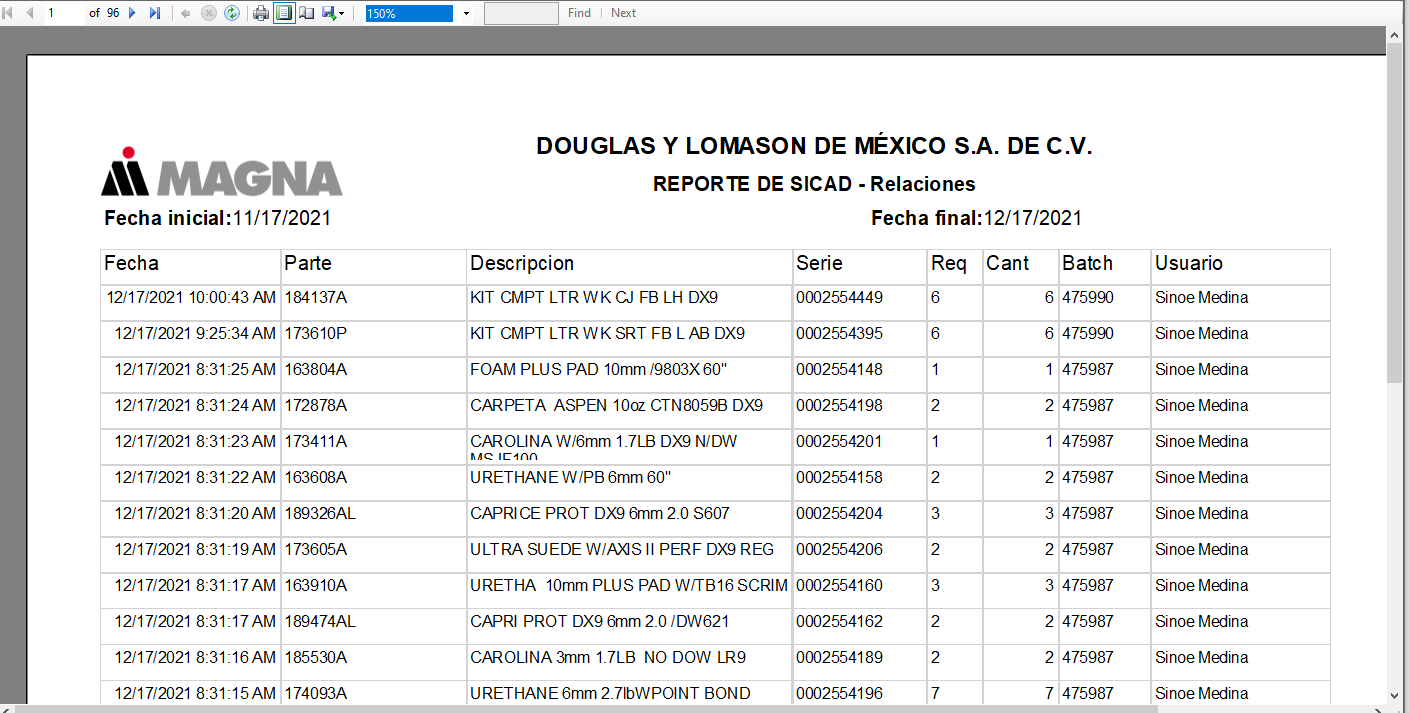 1 of 96 150% Find | Next
MAGNA
DOUGLAS Y LOMASON DE MÉXICO S.A. DE C.V.
REPORTE DE SICAD - Relaciones
Fecha inicial:11/17/2021 Fecha final:12/17/2021
Fecha Parte Descripcion Serie Req Cant Batch Usuario
12/17/2021 10:00:43 AM 184137A KIT CMPT LTR WK CJ FB LH DX9 0002554449 6 6 475990 Sinoe Medina
12/17/2021 9:25:34 AM 173610P KIT CMPT LTR WK SRT FB L AB DX9 0002554395 6 6 475990 Sinoe Medina
12/17/2021 8:31:25 AM 163804A FOAM PLUS PAD 10mm /9803X 60" 0002554148 1 1 475987 Sinoe Medina
12/17/2021 8:31:24 AM 172878A CARPETA ASPEN 10oz CTN8059B DX9 0002554198 2 2 475987 Sinoe Medina
12/17/2021 8:31:23 AM 173411A CAROLINA W/6mm 1.7LB DX9 N/DW 0002554201 1 1 475987 Sinoe Medina
12/17/2021 8:31:22 AM 163608A URETHANE W/PB 6mm 60" 0002554158 2 2 475987 Sinoe Medina
12/17/2021 8:31:20 AM 189326AL CAPRICE PROT DX9 6mm 2.0 S607 0002554204 3 3 475987 Sinoe Medina
12/17/2021 8:31:19 AM 173605A ULTRA SUEDE W/AXIS II PERF DX9 REG 0002554206 2 2 475987 Sinoe Medina
12/17/2021 8:31:17 AM 163910A URETHA 10mm PLUS PAD W/TB16 SCRIM 0002554160 3 3 475987 Sinoe Medina
12/17/2021 8:31:17 AM 189474AL CAPRI PROT DX9 6mm 2.0 /DW621 0002554162 2 2 475987 Sinoe Medina
12/17/2021 8:31:16 AM 185530A CAROLINA 3mm 1.7LB NO DOW LR9 0002554189 2 2 475987 Sinoe Medina
12/17/2021 8:31:15 AM 174093A URETHANE 6mm 2.7lbWPOINT BOND 0002554196 7 7 475987 Sinoe Medina